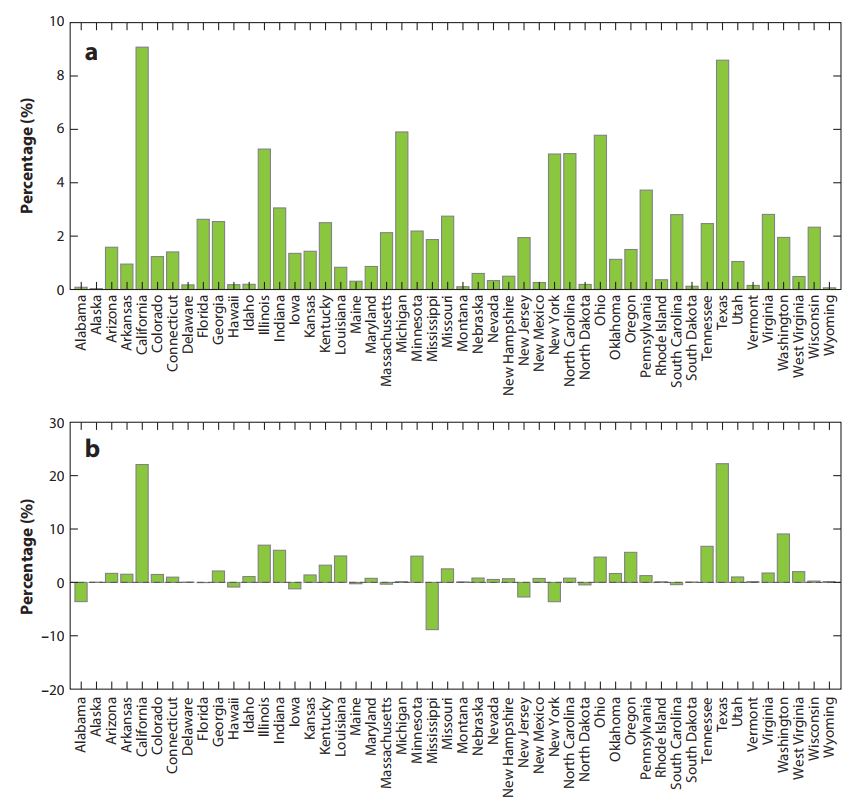 a
Percentage (%)
10
8
6
4
2
0
Alabama
Alaska
Arizona
Arkansas
California
Colorado
Connecticut
Delaware
Florida
Georgia
Hawaii
Idaho
Illinois
Indiana
Iowa
Kansas
Kentucky
Louisiana
Maine
Maryland
Massachusetts
Michigan
Minnesota
Mississippi
Missouri
Montana
Nebraska
Nevada
New Hampshire
New Jersey
New Mexico
New York
North Carolina
North Dakota
Ohio
Oklahoma
Oregon
Pennsylvania
Rhode Island
South Carolina
South Dakota
Tennessee
Texas
Utah
Vermont
Virginia
Washington
West Virginia
Wisconsin
Wyoming
b
Percentage (%)
30
20
10
0
−10
−20
Alabama
Alaska
Arizona
Arkansas
California
Colorado
Connecticut
Delaware
Florida
Georgia
Hawaii
Idaho
Illinois
Indiana
Iowa
Kansas
Kentucky
Louisiana
Maine
Maryland
Massachusetts
Michigan
Minnesota
Mississippi
Missouri
Montana
Nebraska
Nevada
New Hampshire
New Jersey
New Mexico
New York
North Carolina
North Dakota
Ohio
Oklahoma
Oregon
Pennsylvania
Rhode Island
South Carolina
South Dakota
Tennessee
Texas
Utah
Vermont
Virginia
Washington
West Virginia
Wisconsin
Wyoming